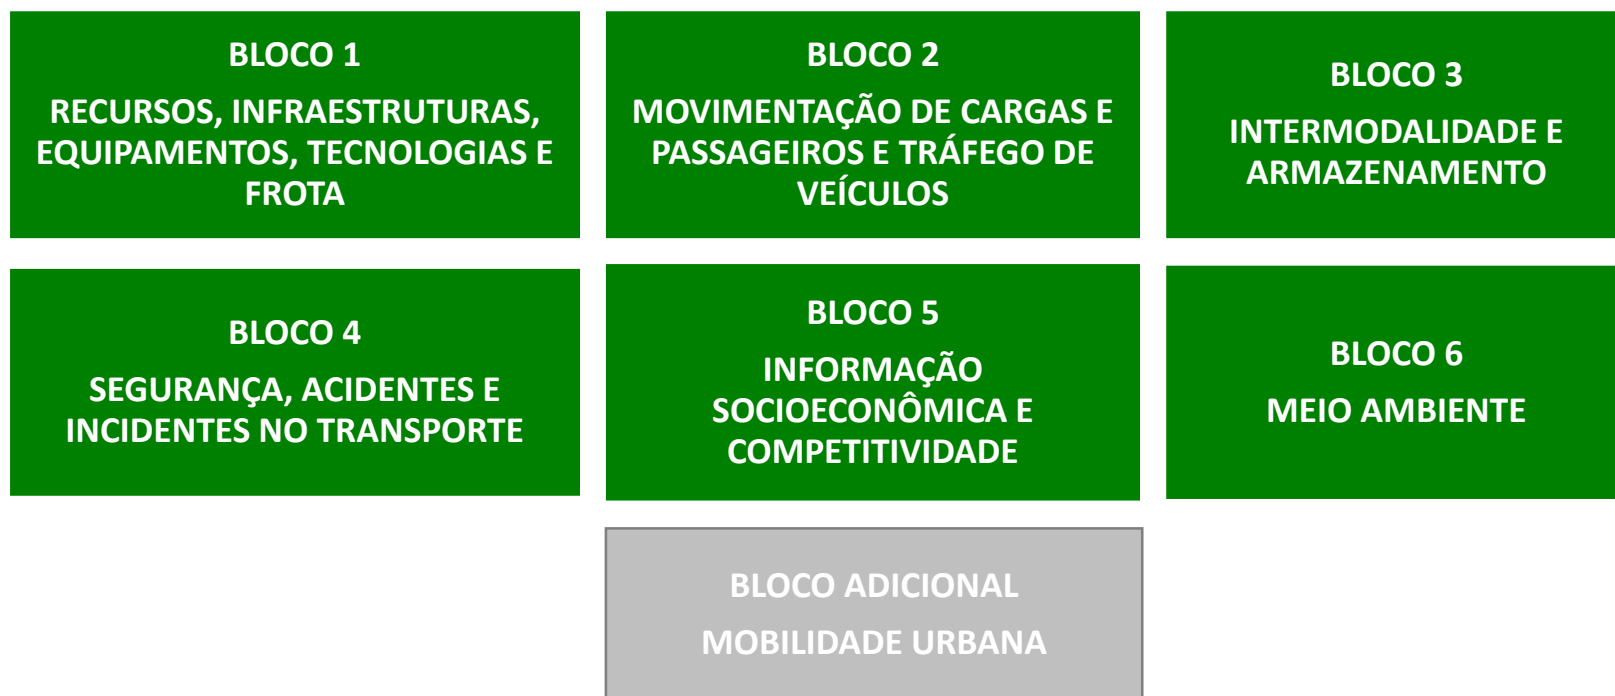 BLOCO 1
RECURSOS, INFRAESTRUTURAS,
EQUIPAMENTOS, TECNOLOGIAS E
FROTA
BLOCO 2
MOVIMENTAÇÃO DE CARGAS E
PASSAGEIROS E TRÁFEGO DE
VEÍCULOS
BLOCO 3
INTERMODALIDADE E
ARMAZENAMENTO
BLOCO 4
SEGURANÇA, ACIDENTES E
INCIDENTES NO TRANSPORTE
BLOCO 5
INFORMAÇÃO
SOCIOECONÔMICA E
COMPETITIVIDADE
BLOCO 6
MEIO AMBIENTE
BLOCO ADICIONAL
MOBILIDADE URBANA